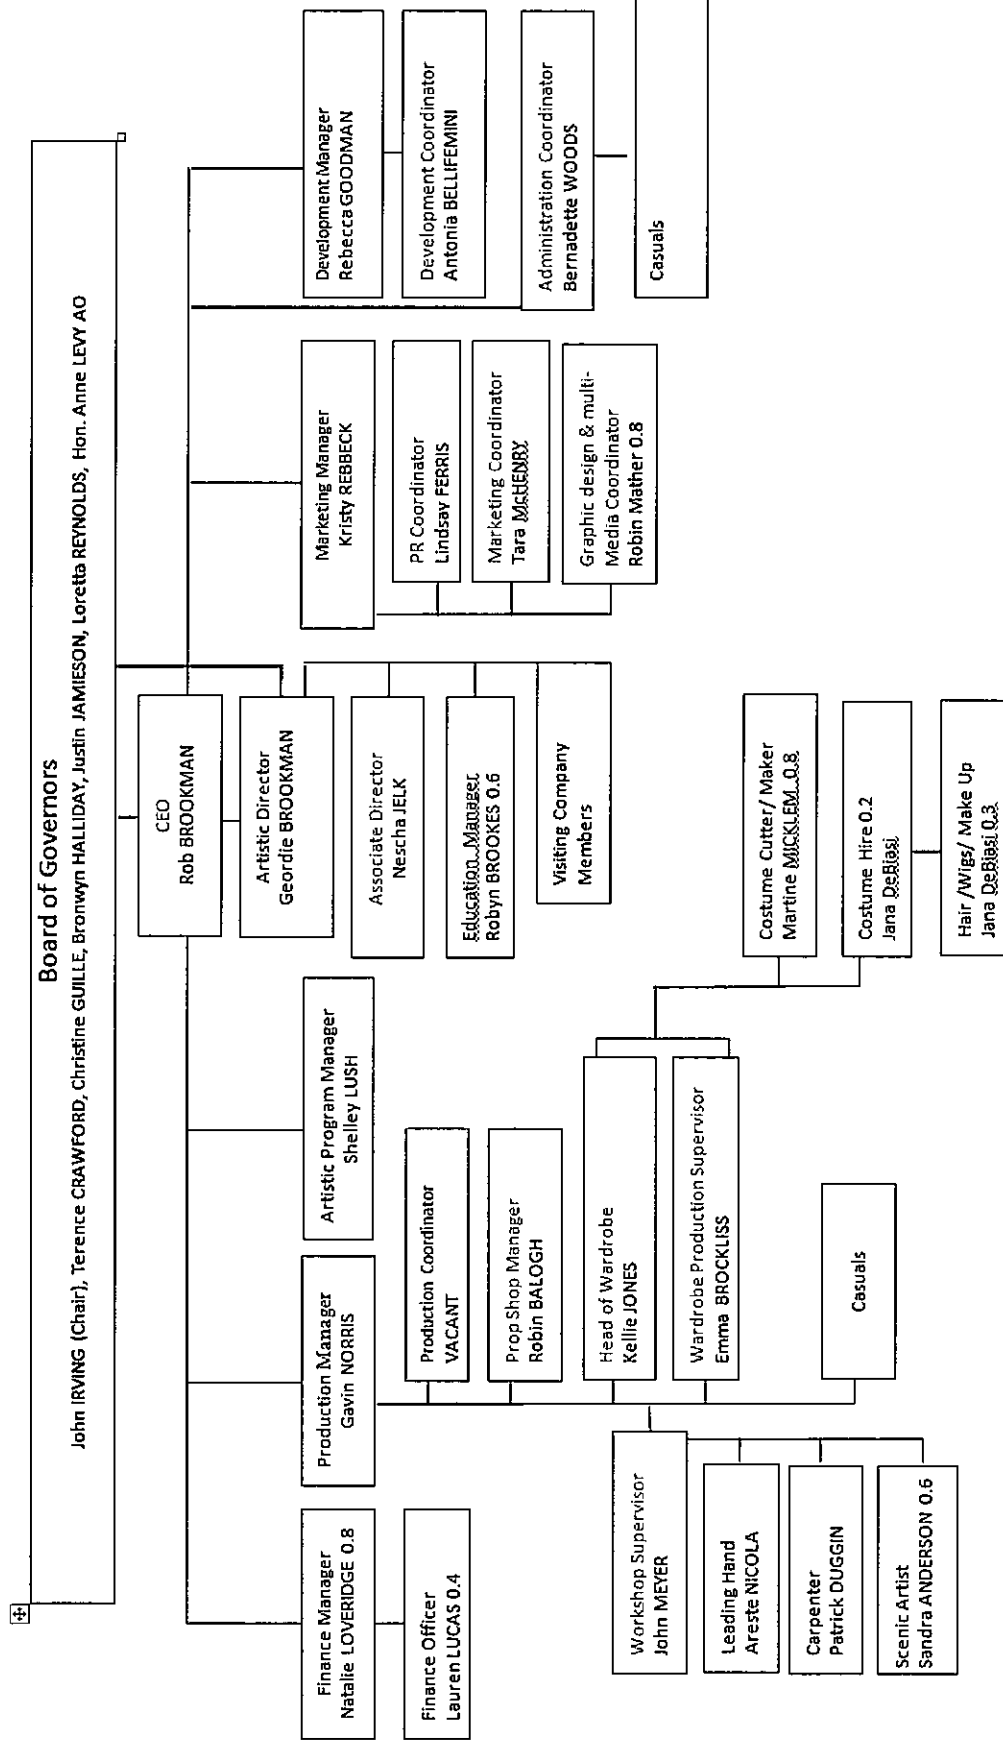 Board of Governors
John IRVING (Chair), Terence CRAWFORD, Christine GUILLE, Bronwyn HALLIDAY, Justin JAMIESON, Loretta REYNOLDS, Hon. Anne LEVY AO
CEO
Rob BROOKMAN
Artistic Director
Geordie BROOKMAN
Associate Director
Nescha JELK
Education Manager
Robyn BROOKES 0.6
Visiting Company
Members
Finance Manager
Natalie LOVERIDGE 0.8
Finance Officer
Lauren LUCAS 0.4
Production Manager
Gavin NORRIS
Production Coordinator
VACANT
Prop Shop Manager
Robin BALOGH
Head of Wardrobe
Kellie JONES
Wardrobe Production Supervisor
Emma BROCKLISS
Casuals
Workshop Supervisor
John MEYER
Leading Hand
Areste NICOLA
Carpenter
Patrick DUGGIN
Scenic Artist
Sandra ANDERSON 0.6
Costume Cutter/ Maker
Martine MICKLEM 0.8
Costume Hire 0.2
Jana DeBiasi
Hair /Wigs/ Make Up
Jana DeBiasi 0.3
Artistic Program Manager
Shelley LUSH
Marketing Manager
Kristy REBBECK
PR Coordinator
Lindsay FERRIS
Marketing Coordinator
Tara McHENRY
Graphic design & multi-
Media Coordinator
Robin Mather 0.8
Development Manager
Rebecca GOODMAN
Development Coordinator
Antonia BELLIFEMINI
Administration Coordinator
Bernadette WOODS
Casuals